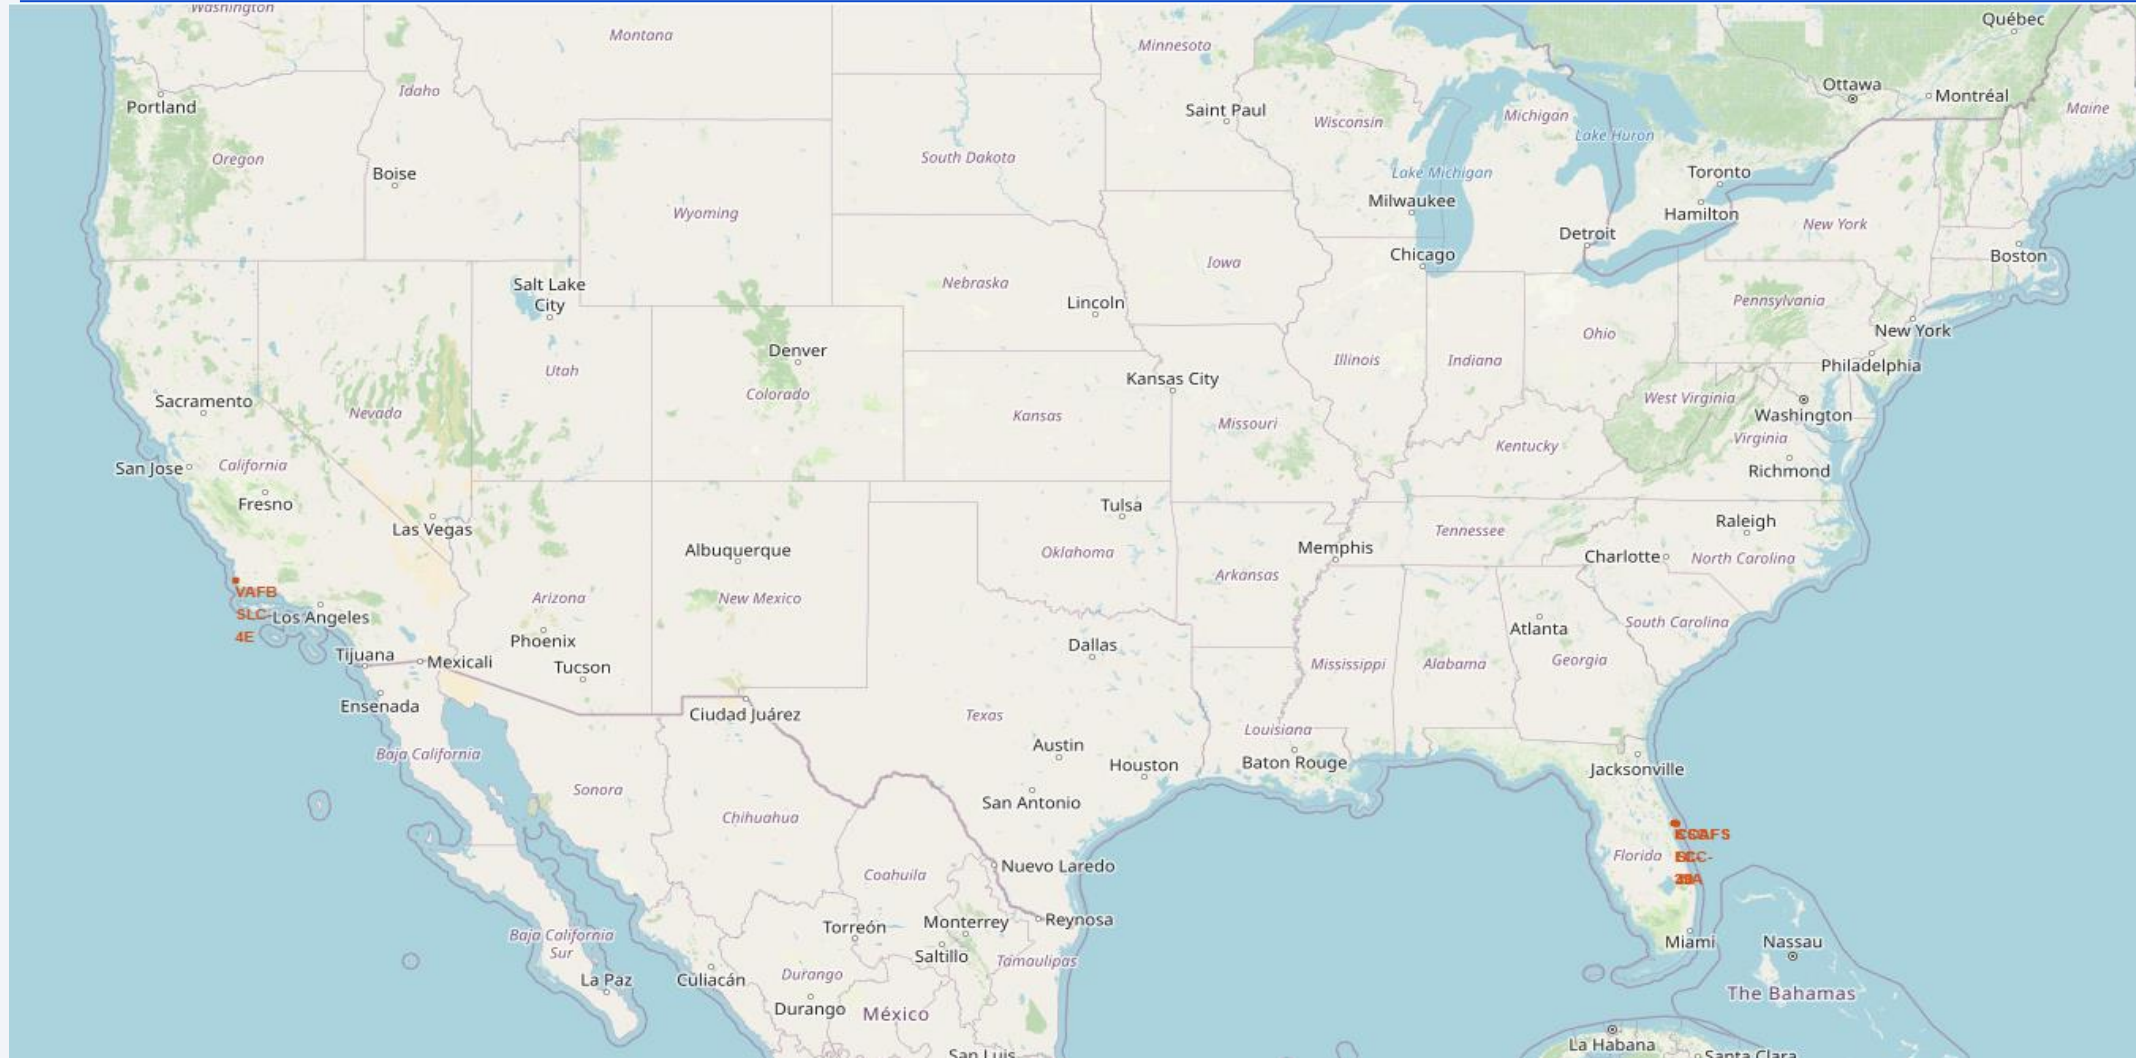 Washington
Montana
Minnesota
Québec
Portland
Idaho
Saint Paul
Wisconsin
Michigan
Lake Huron
Ottawa
Montréal
Maine
Oregon
Boise
South Dakota
Lake Michigan
Toronto
Wyoming
Milwaukee
Hamilton
Detroit
New York
Chicago
Boston
Iowa
Salt Lake
City
Nebraska
Lincoln
Pennsylvania
New York
Ohio
Denver
Utah
Colorado
Illinois
Indiana
Philadelphia
Kansas City
Sacramento
Nevada
Kansas
Missouri
West Virginia
Washington
Virginia
Kentucky
San Jose
California
Richmond
Fresno
Las Vegas
Tulsa
Raleigh
Tennessee
Albuquerque
Oklahoma
Memphis
Charlotte
North Carolina
Arkansas
VAFB
SLC-
4E
Los Angeles
Arizona
New Mexico
Phoenix
Dallas
Atlanta
South Carolina
Tijuana
Mexicali
Tucson
Mississippi
Alabama
Georgia
Ensenada
Ciudad Juárez
Texas
Louisiana
Baja California
Austin
Houston
Baton Rouge
Jacksonville
Sonora
San Antonio
Chihuahua
Florida
Nuevo Laredo
Coahuila
Torreón
Monterrey
Reynosa
Baja California
Sur
Saltillo
Tamaulipas
Miami
Nassau
La Paz
Culiacán
Durango
Durango
México
The Bahamas
La Habana
San Luis
Santa Clara